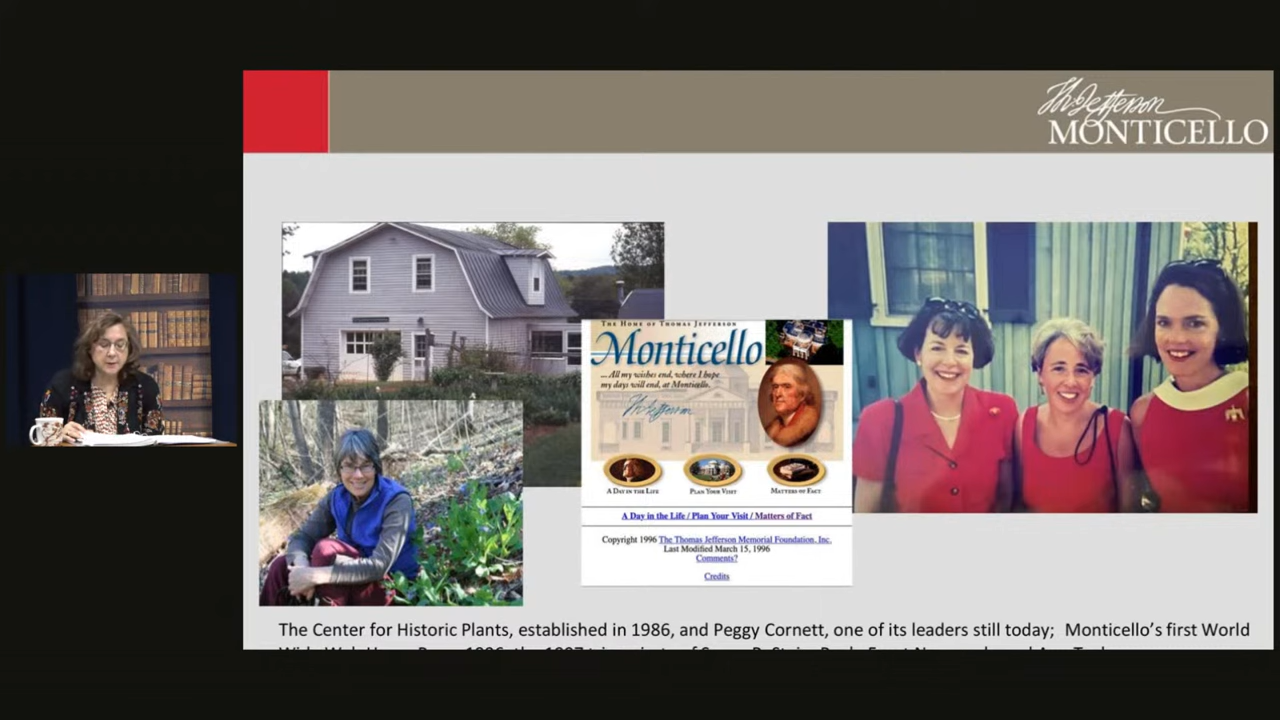 Th Jefferson
MONTICELLO
THE HOME OF THOMAS JEFFERSON
Monticello
... All my wishes end, where I hope
my days will end, at Monticello.
Th Jefferson
A DAY IN THE LIFE
PLAN YOUR VISIT
MATTERS OF FACT
A Day in the Life / Plan Your Visit / Matters of Fact
Copyright 1996 The Thomas Jefferson Memorial Foundation, Inc.
Last Modified March 15, 1996
Comments?
Credits
The Center for Historic Plants, established in 1986, and Peggy Cornett, one of its leaders still today; Monticello's first World